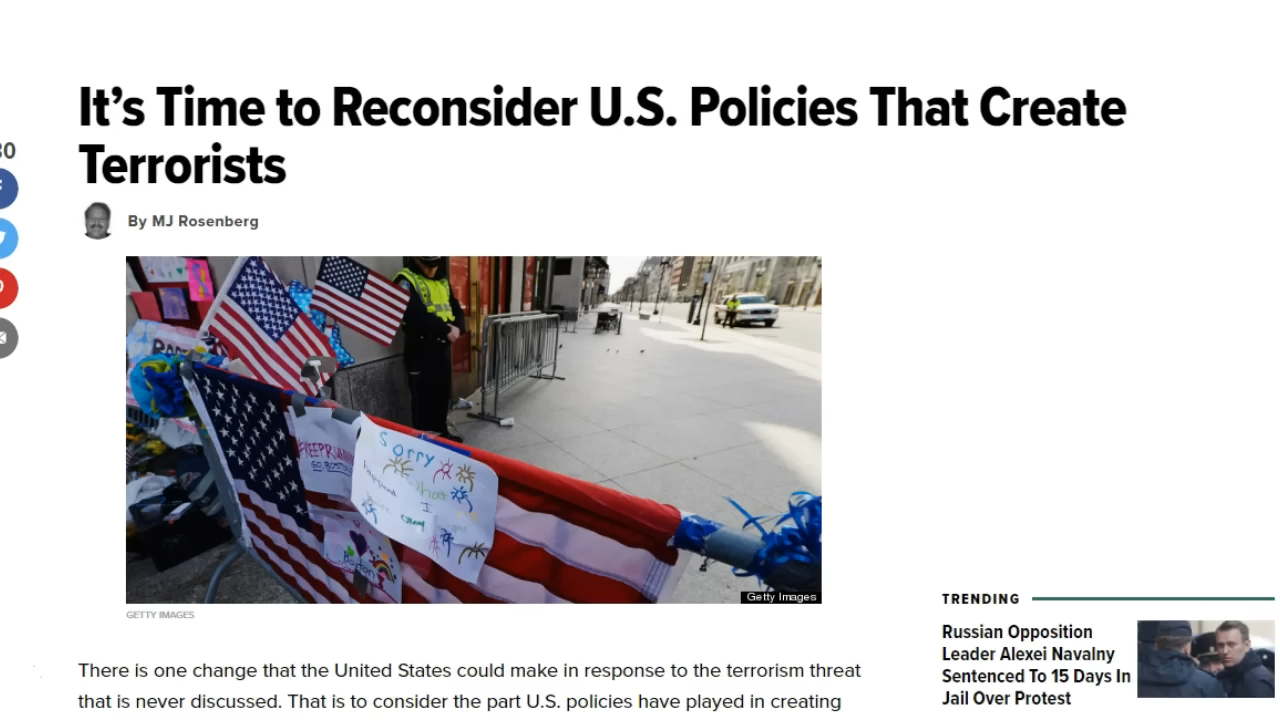 It's Time to Reconsider U.S. Policies That Create
Terrorists
30
By MJ Rosenberg
Sorry
what
happened
I
Boston
Getty Images
GETTY IMAGES
TRENDING
Russian Opposition
Leader Alexei Navalny
Sentenced To 15 Days In
Jail Over Protest
There is one change that the United States could make in response to the terrorism threat
that is never discussed. That is to consider the part U.S. policies have played in creating